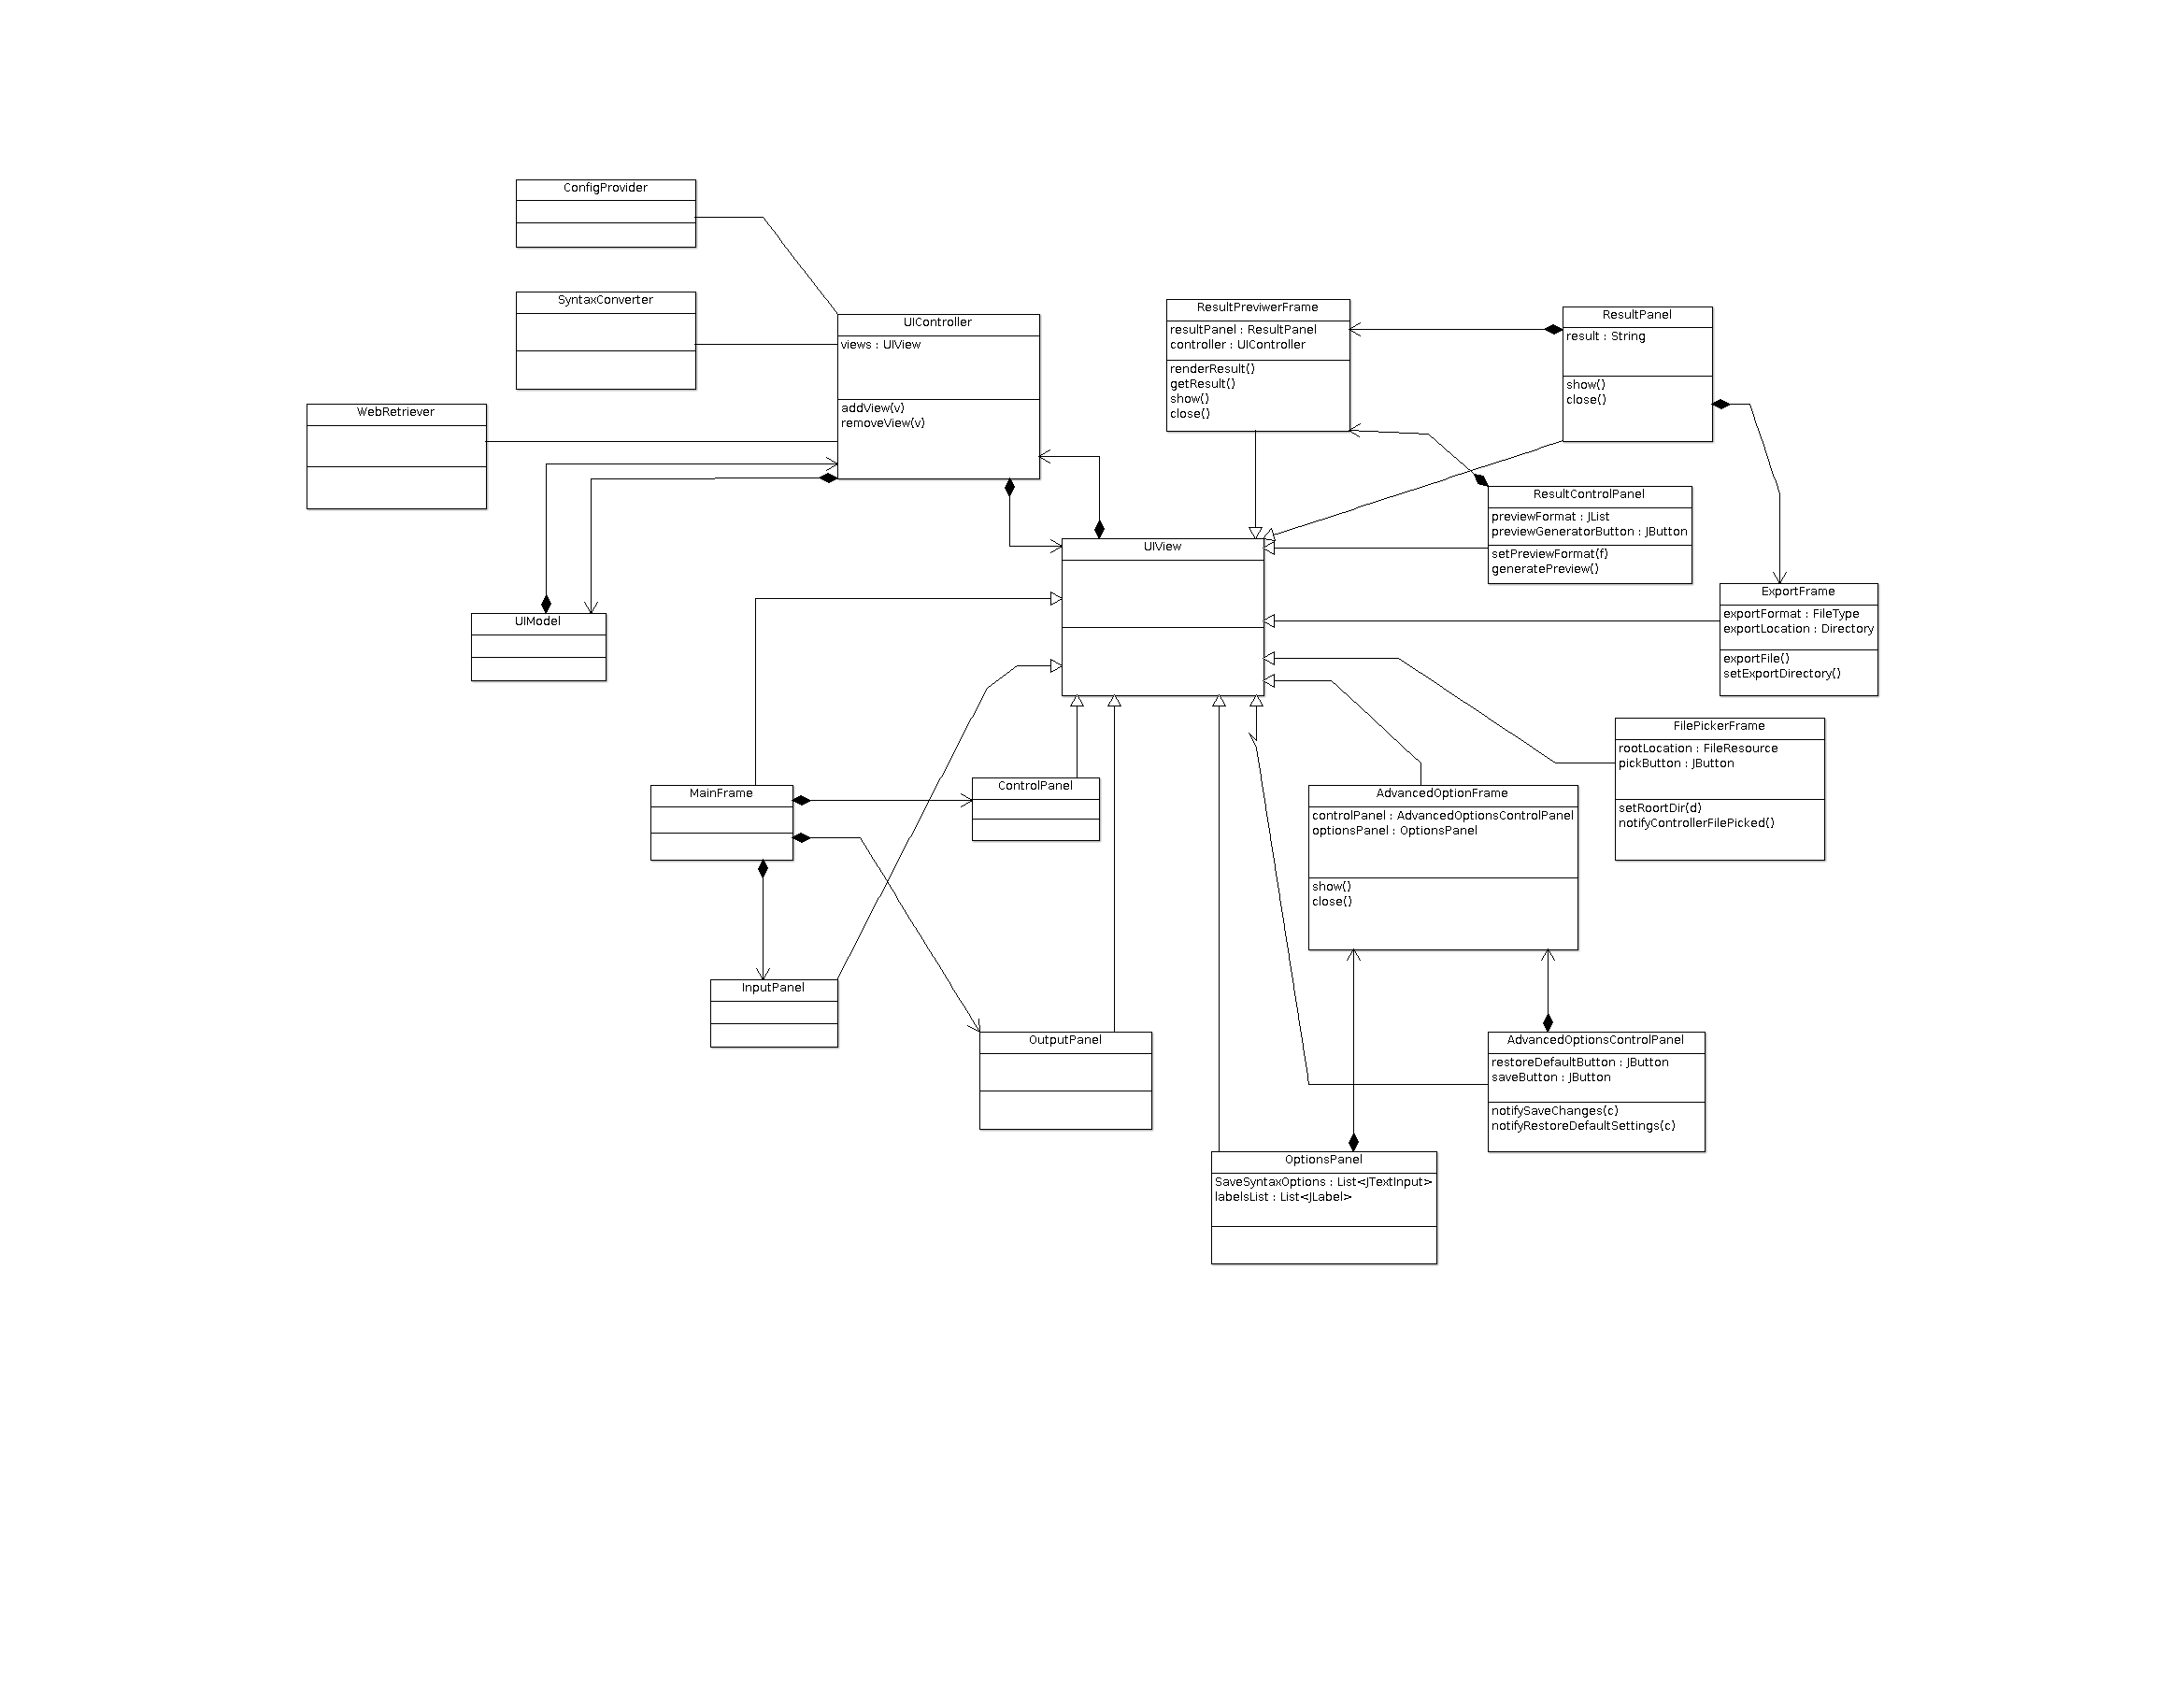 ConfigProvider
SyntaxConverter
UIController
views : UIView
addView(v)
removeView(v)
WebRetriever
UIModel
ResultPreviwerFrame
resultPanel : ResultPanel
controller : UIController
renderResult()
getResult()
show()
close()
ResultPanel
result : String
show()
close()
ResultControlPanel
previewFormat : JList
previewGeneratorButton : JButton
setPreviewFormat(f)
generatePreview()
UIView
ExportFrame
exportFormat : FileType
exportLocation : Directory
exportFile()
setExportDirectory()
FilePickerFrame
rootLocation : FileResource
pickButton : JButton
setRoortDir(d)
notifyControllerFilePicked()
MainFrame
ControlPanel
AdvancedOptionFrame
controlPanel : AdvancedOptionsControlPanel
optionsPanel : OptionsPanel
show()
close()
InputPanel
OutputPanel
AdvancedOptionsControlPanel
restoreDefaultButton : JButton
saveButton : JButton
notifySaveChanges(c)
notifyRestoreDefaultSettings(c)
OptionsPanel
SaveSyntaxOptions : List<JTextInput>
labelsList : List<JLabel>